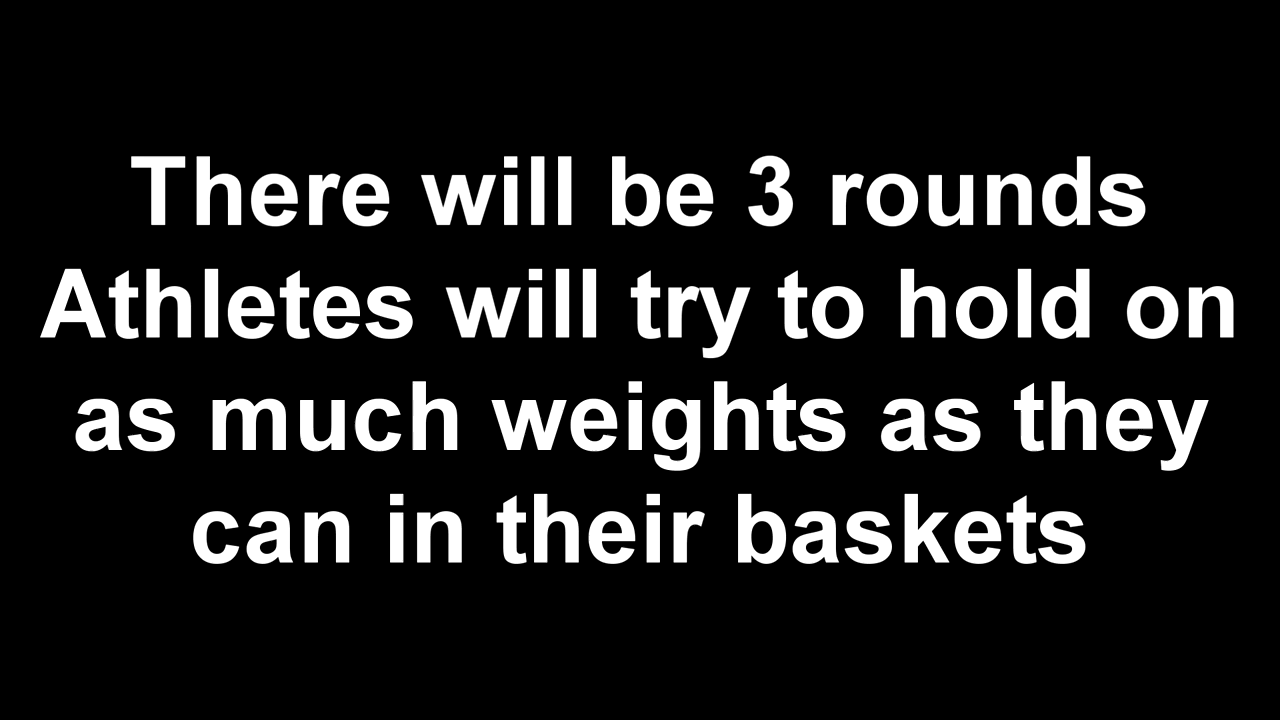 There will be 3 rounds
Athletes will try to hold on
as much weights as they
can in their baskets